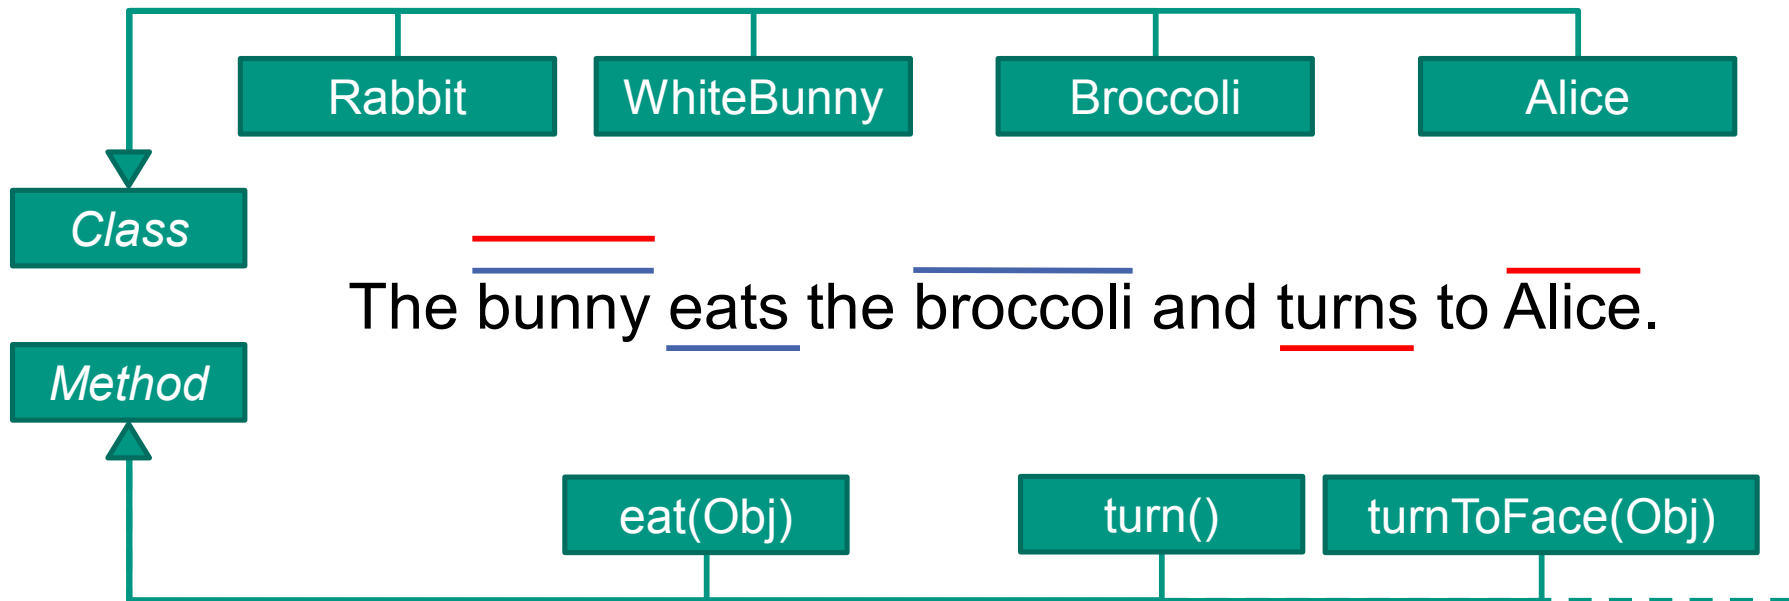 Rabbit
WhiteBunny
Broccoli
Alice
Class
The bunny eats the broccoli and turns to Alice.
Method
eat(Obj)
turn()
turnToFace(Obj)